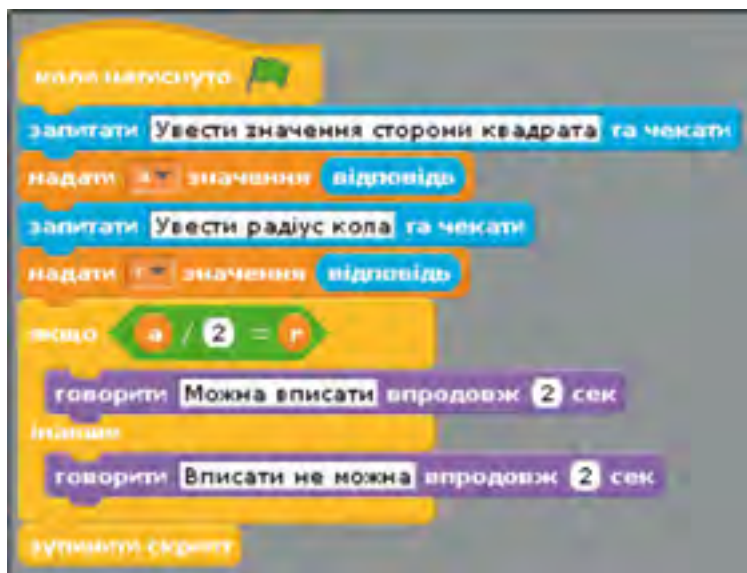 коли натиснуто
запитати Увести значення сторони квадрата та чекати
надати a значення відповідь
запитати Увести радіус кола та чекати
надати r значення відповідь
якщо a / 2 = r
говорити Можна вписати впродовж 2 сек
інакше
говорити Вписати не можна впродовж 2 сек
зупинити скрипт